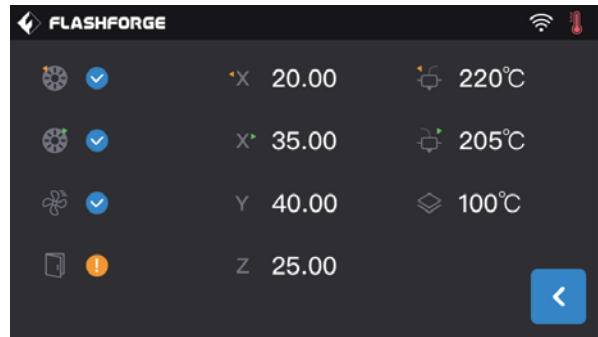 FLASHFORGE
X 20.00 220℃
X 35.00 205℃
Y 40.00 100℃
Z 25.00